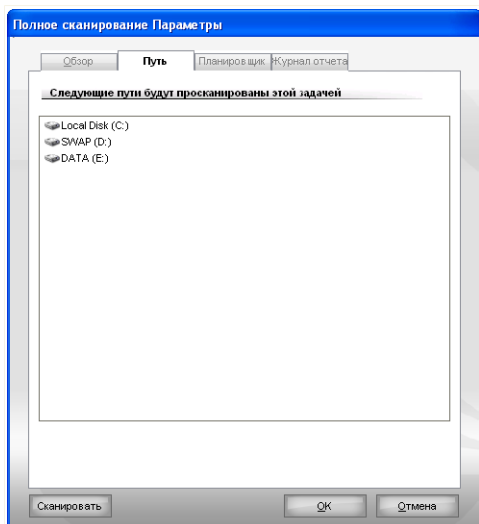 Полное сканирование Параметры
Обзор Путь Планировщик Журнал отчета
Следующие пути будут просканированы этой задачей
Local Disk (C:)
SWAP (D:)
DATA (E:)
Сканировать OK Отмена